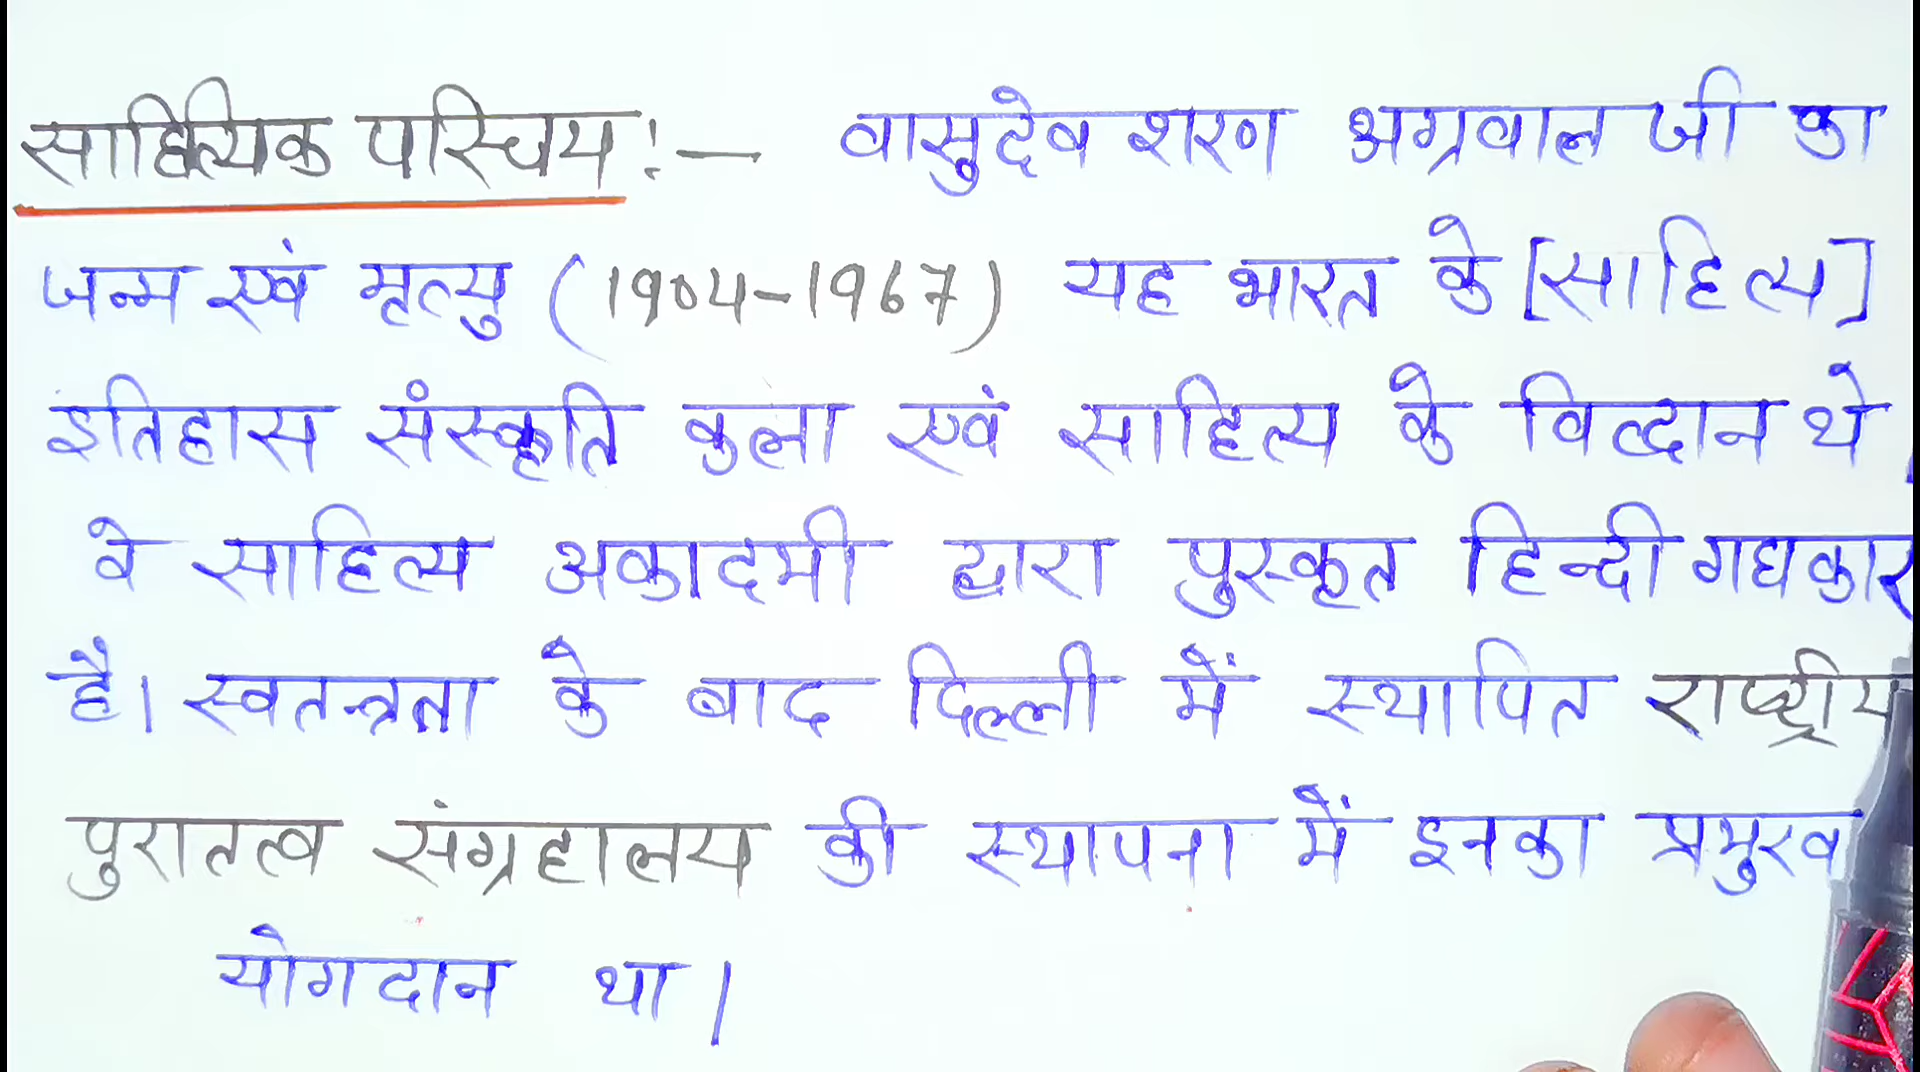 साहित्यिक परिचय :- वासुदेव शरण अग्रवाल जी का
जन्म एवं मृत्यु (1904-1967) यह भारत के [साहित्य]
इतिहास संस्कृति कला एवं साहित्य के विद्वान थे
वे साहित्य अकादमी द्वारा पुरस्कृत हिन्दी गद्यकार
है। स्वतन्त्रता के बाद दिल्ली में स्थापित राष्ट्रीय
पुरातत्व संग्रहालय की स्थापना में इनका प्रमुख
योगदान था।